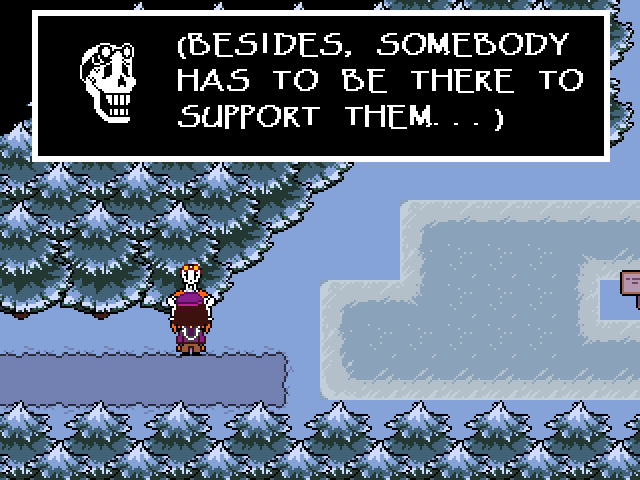 (BESIDES, SOMEBODY
HAS TO BE THERE TO
SUPPORT THEM...)